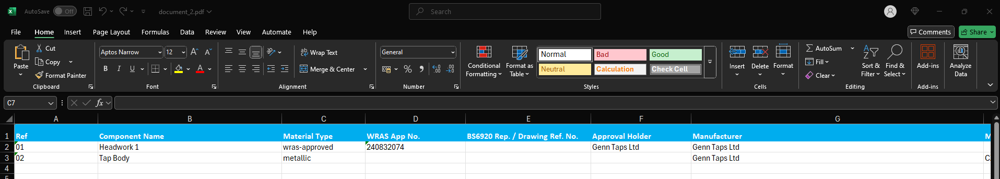 AutoSave Off document_2.pdf Search
File Home Insert Page Layout Formulas Data Review View Automate Help Comments Share
Paste
Cut
Copy
Format Painter
Clipboard
Aptos Narrow 12
B I U A
Font
Wrap Text
Merge & Center
Alignment
General
%
Number
Conditional Formatting
Format as Table
Normal Bad Good
Neutral Calculation Check Cell
Styles
Insert Delete Format
Cells
AutoSum
Fill
Clear
Sort & Filter
Find & Select
Editing
Add-ins
Add-ins
Analyze Data
C7 fx
A B C D E F G
1 Ref Component Name Material Type WRAS App No. BS6920 Rep. / Drawing Ref. No. Approval Holder Manufacturer M
2 01 Headwork 1 wras-approved 240832074 Genn Taps Ltd Genn Taps Ltd
3 02 Tap Body metallic Genn Taps Ltd
4